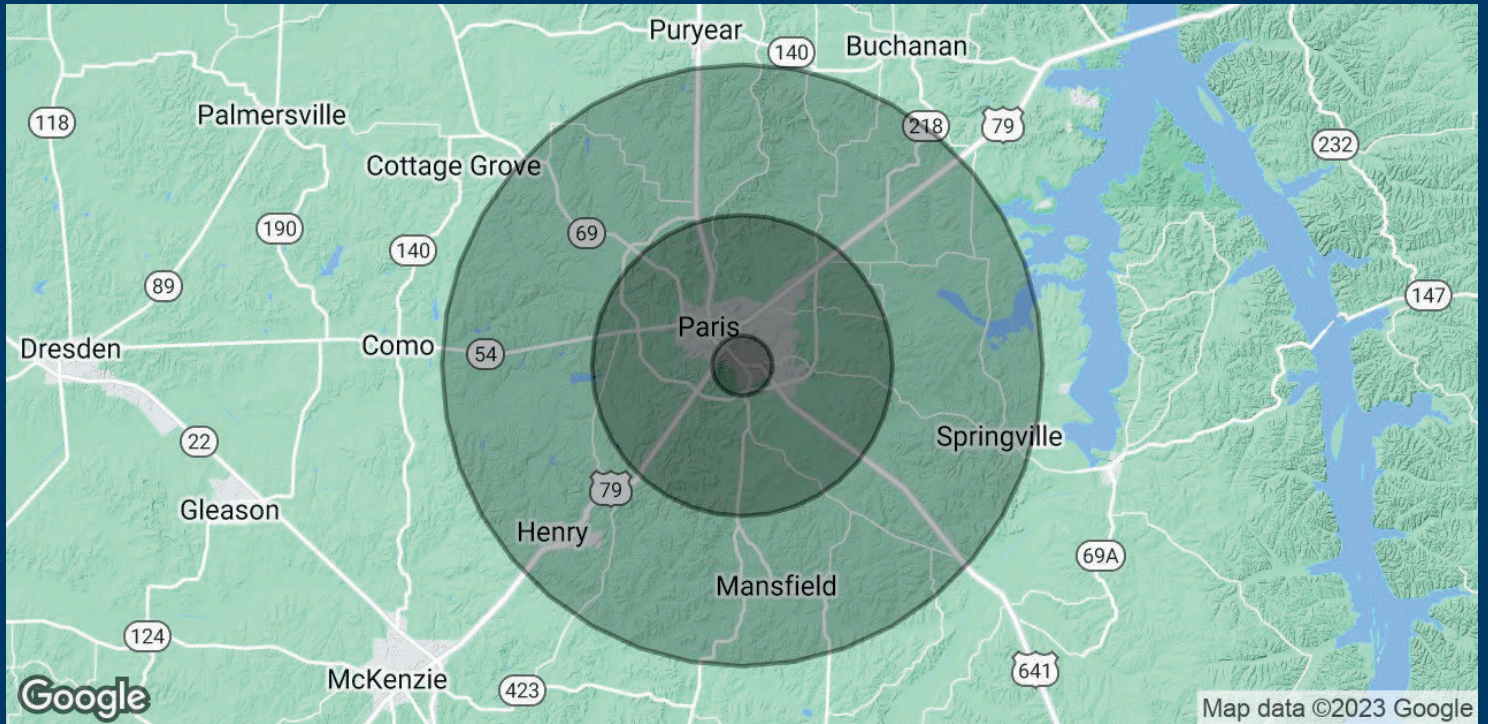 Puryear
140
Buchanan
Palmersville
118
218
79
232
Cottage Grove
190
69
140
89
147
Paris
Dresden
Como
54
22
Springville
79
Gleason
Henry
69A
Mansfield
124
McKenzie
423
641
Google
Map data ©2023 Google